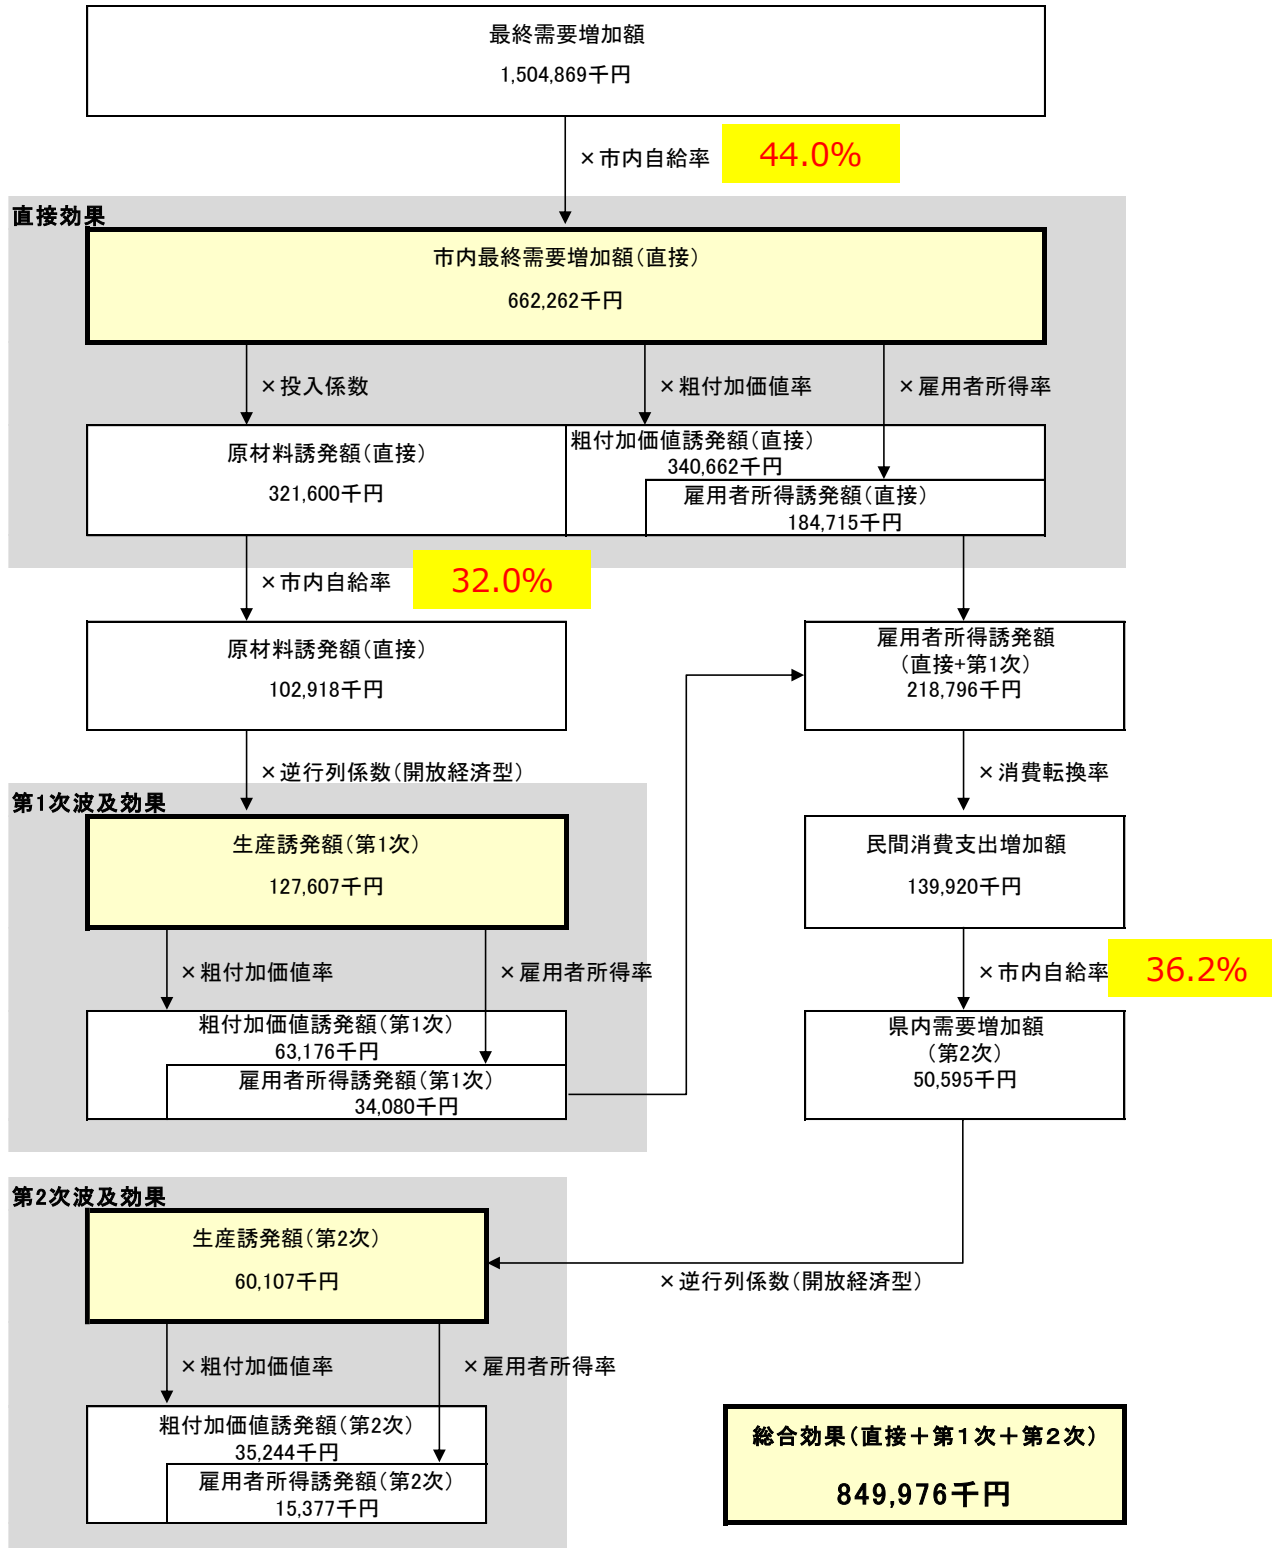 最終需要増加額
1,504,869千円
×市内自給率
44.0%
直接効果
市内最終需要増加額(直接)
662,262千円
×投入係数
×粗付加価値率
×雇用者所得率
原材料誘発額(直接)
321,600千円
粗付加価値誘発額(直接)
340,662千円
雇用者所得誘発額(直接)
184,715千円
×市内自給率
32.0%
原材料誘発額(直接)
102,918千円
雇用者所得誘発額
(直接+第1次)
218,796千円
×逆行列係数(開放経済型)
×消費転換率
第1次波及効果
生産誘発額(第1次)
127,607千円
民間消費支出増加額
139,920千円
×粗付加価値率
×雇用者所得率
×市内自給率
36.2%
粗付加価値誘発額(第1次)
63,176千円
雇用者所得誘発額(第1次)
34,080千円
県内需要増加額
(第2次)
50,595千円
第2次波及効果
生産誘発額(第2次)
60,107千円
×逆行列係数(開放経済型)
×粗付加価値率
×雇用者所得率
粗付加価値誘発額(第2次)
35,244千円
雇用者所得誘発額(第2次)
15,377千円
総合効果(直接＋第１次＋第２次)
849,976千円